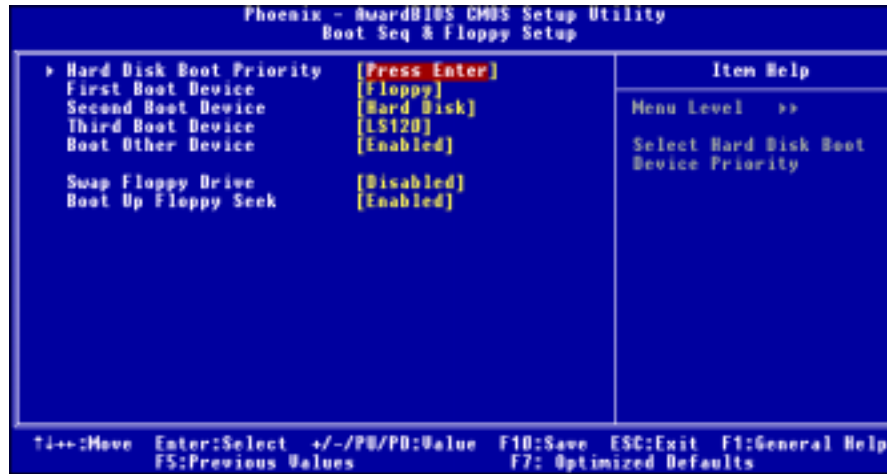 Phoenix - AwardBIOS CMOS Setup Utility
Boot Seq & Floppy Setup
▸ Hard Disk Boot Priority [Press Enter]
First Boot Device [Floppy]
Second Boot Device [Hard Disk]
Third Boot Device [LS120]
Boot Other Device [Enabled]
Swap Floppy Drive [Disabled]
Boot Up Floppy Seek [Enabled]
Item Help
Menu Level ▸▸
Select Hard Disk Boot
Device Priority
↑↓→←:Move Enter:Select +/-/PU/PD:Value F10:Save ESC:Exit F1:General Help
F5:Previous Values F7: Optimized Defaults